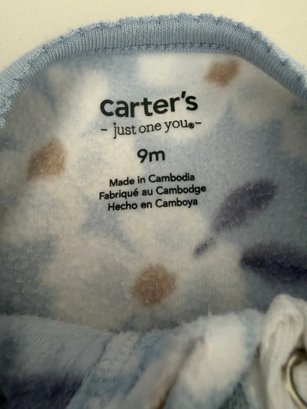 carter's
- just one you®-
9m
Made in Cambodia
Fabriqué au Cambodge
Hecho en Camboya